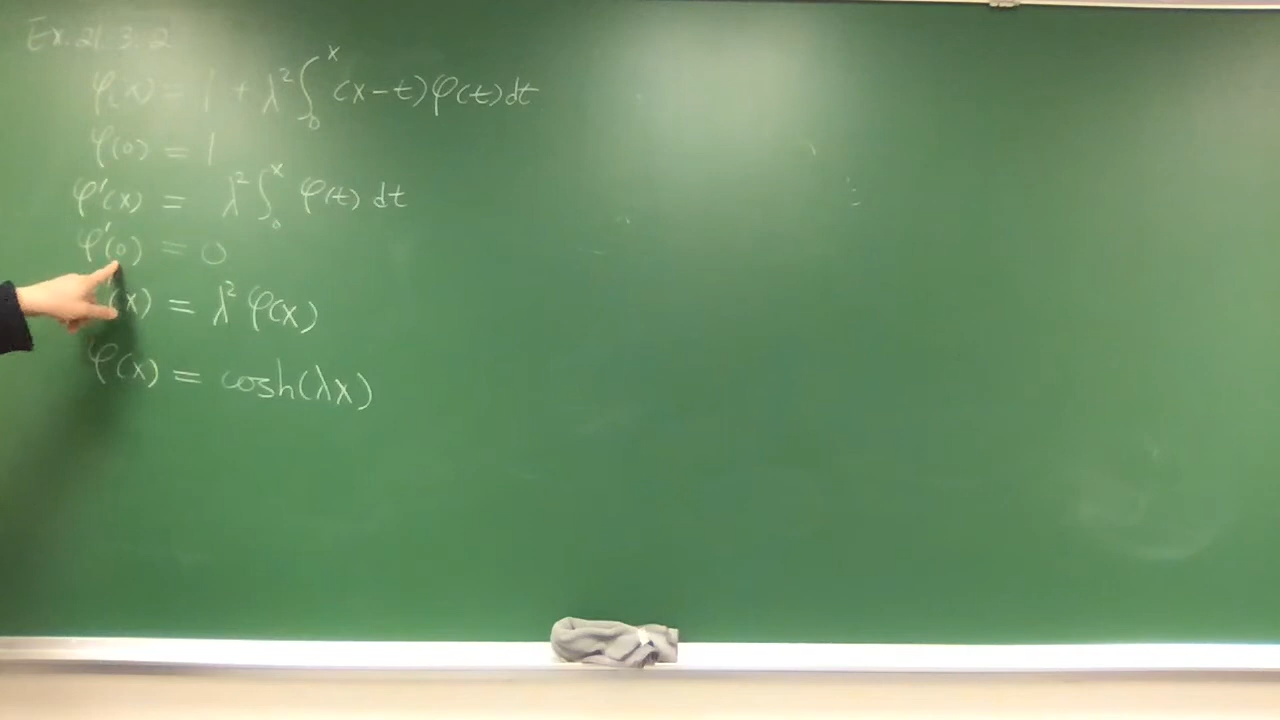 Ex. 21.3.2
φ(x) = 1 + λ² ∫₀ˣ (x-t)φ(t)dt
φ(0) = 1
φ'(x) = λ² ∫₀ˣ φ(t) dt
φ'(0) = 0
(x) = λ² φ(x)
φ(x) = cosh(λx)